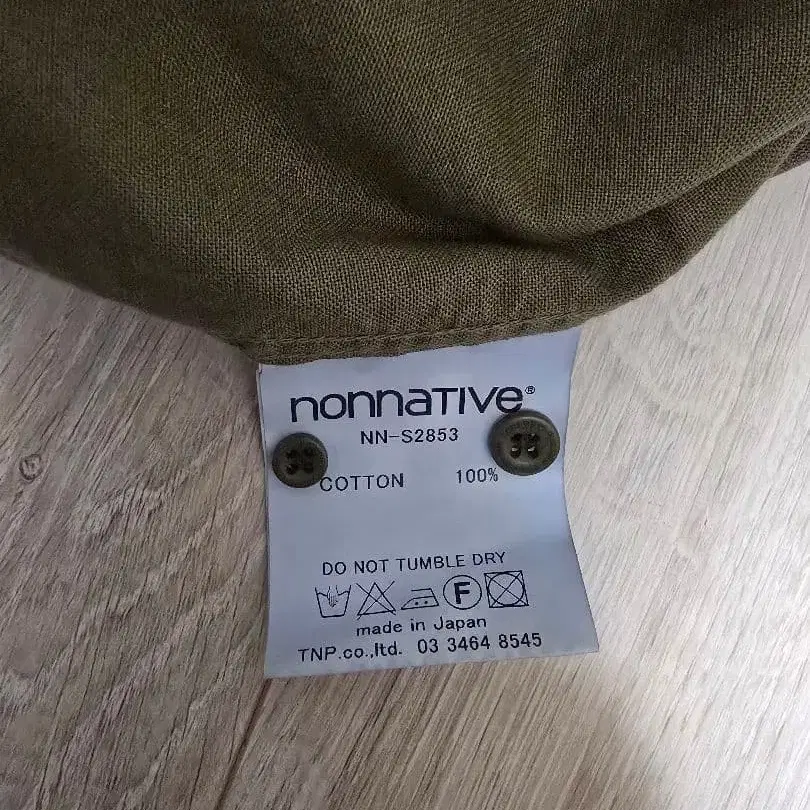 nonnative®
NN-S2853
COTTON 100%
DO NOT TUMBLE DRY
F
made in Japan
TNP.co.,ltd. 03 3464 8545